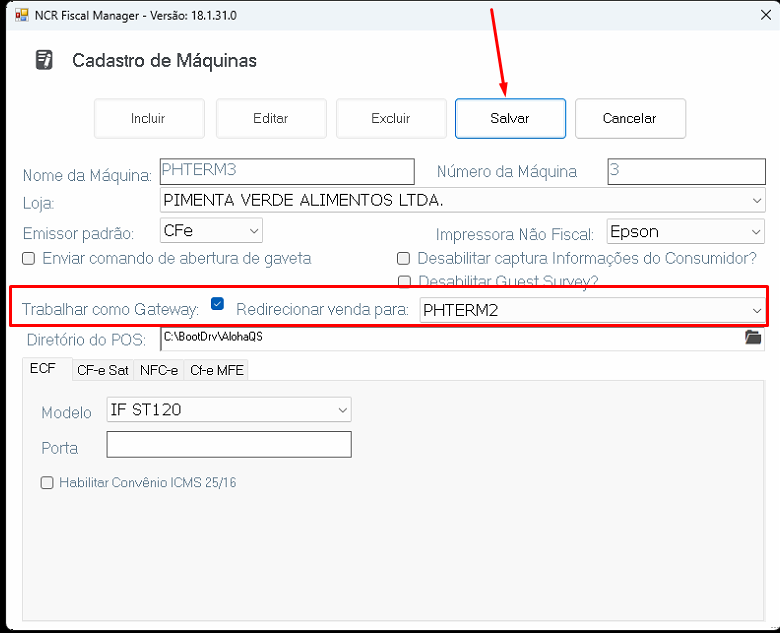 NCR Fiscal Manager - Versão: 18.1.31.0
Cadastro de Máquinas
Incluir Editar Excluir Salvar Cancelar
Nome da Máquina: PHTERM3 Número da Máquina 3
Loja: PIMENTA VERDE ALIMENTOS LTDA.
Emissor padrão: CFe Impressora Não Fiscal: Epson
Enviar comando de abertura de gaveta Desabilitar captura Informações do Consumidor?
Desabilitar Guest Survey?
Trabalhar como Gateway: Redirecionar venda para: PHTERM2
Diretório do POS: C:\BootDrv\AlohaQS
ECF CF-e Sat NFC-e Cf-e MFE
Modelo IF ST120
Porta
Habilitar Convênio ICMS 25/16